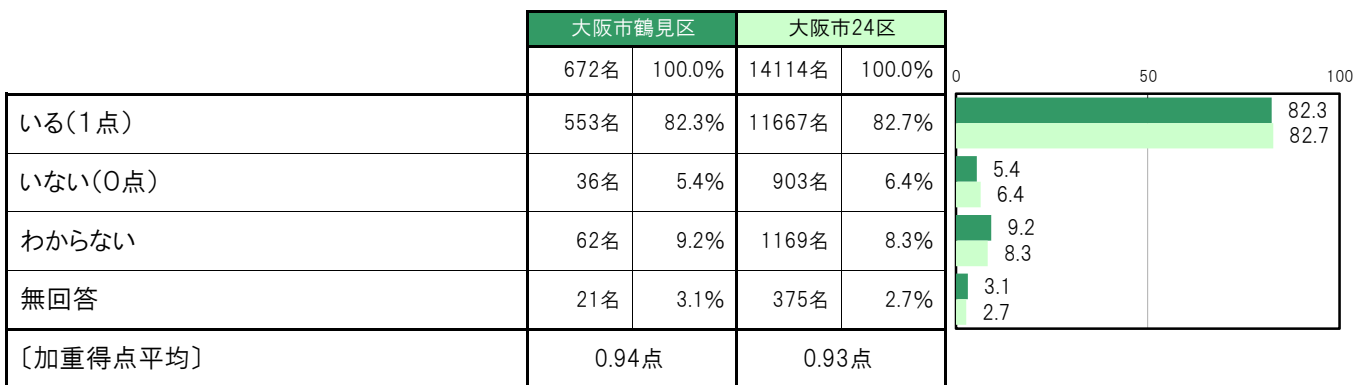 大阪市鶴見区 大阪市24区
672名 100.0% 14114名 100.0% 0 50 100
いる(1点) 553名 82.3% 11667名 82.7% 82.3
82.7
いない(0点) 36名 5.4% 903名 6.4% 5.4
6.4
わからない 62名 9.2% 1169名 8.3% 9.2
8.3
無回答 21名 3.1% 375名 2.7% 3.1
2.7
〔加重得点平均〕 0.94点 0.93点